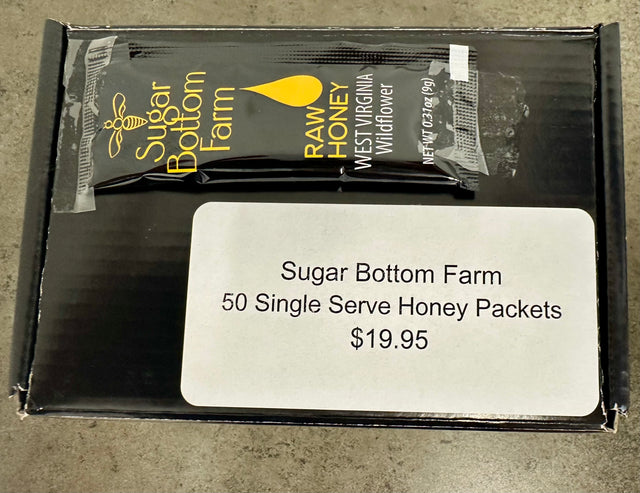 Sugar
Bottom
Farm
RAW
HONEY
WEST VIRGINIA
Wildflower
NET WT 0.31oz (9g)
Sugar Bottom Farm
50 Single Serve Honey Packets
$19.95